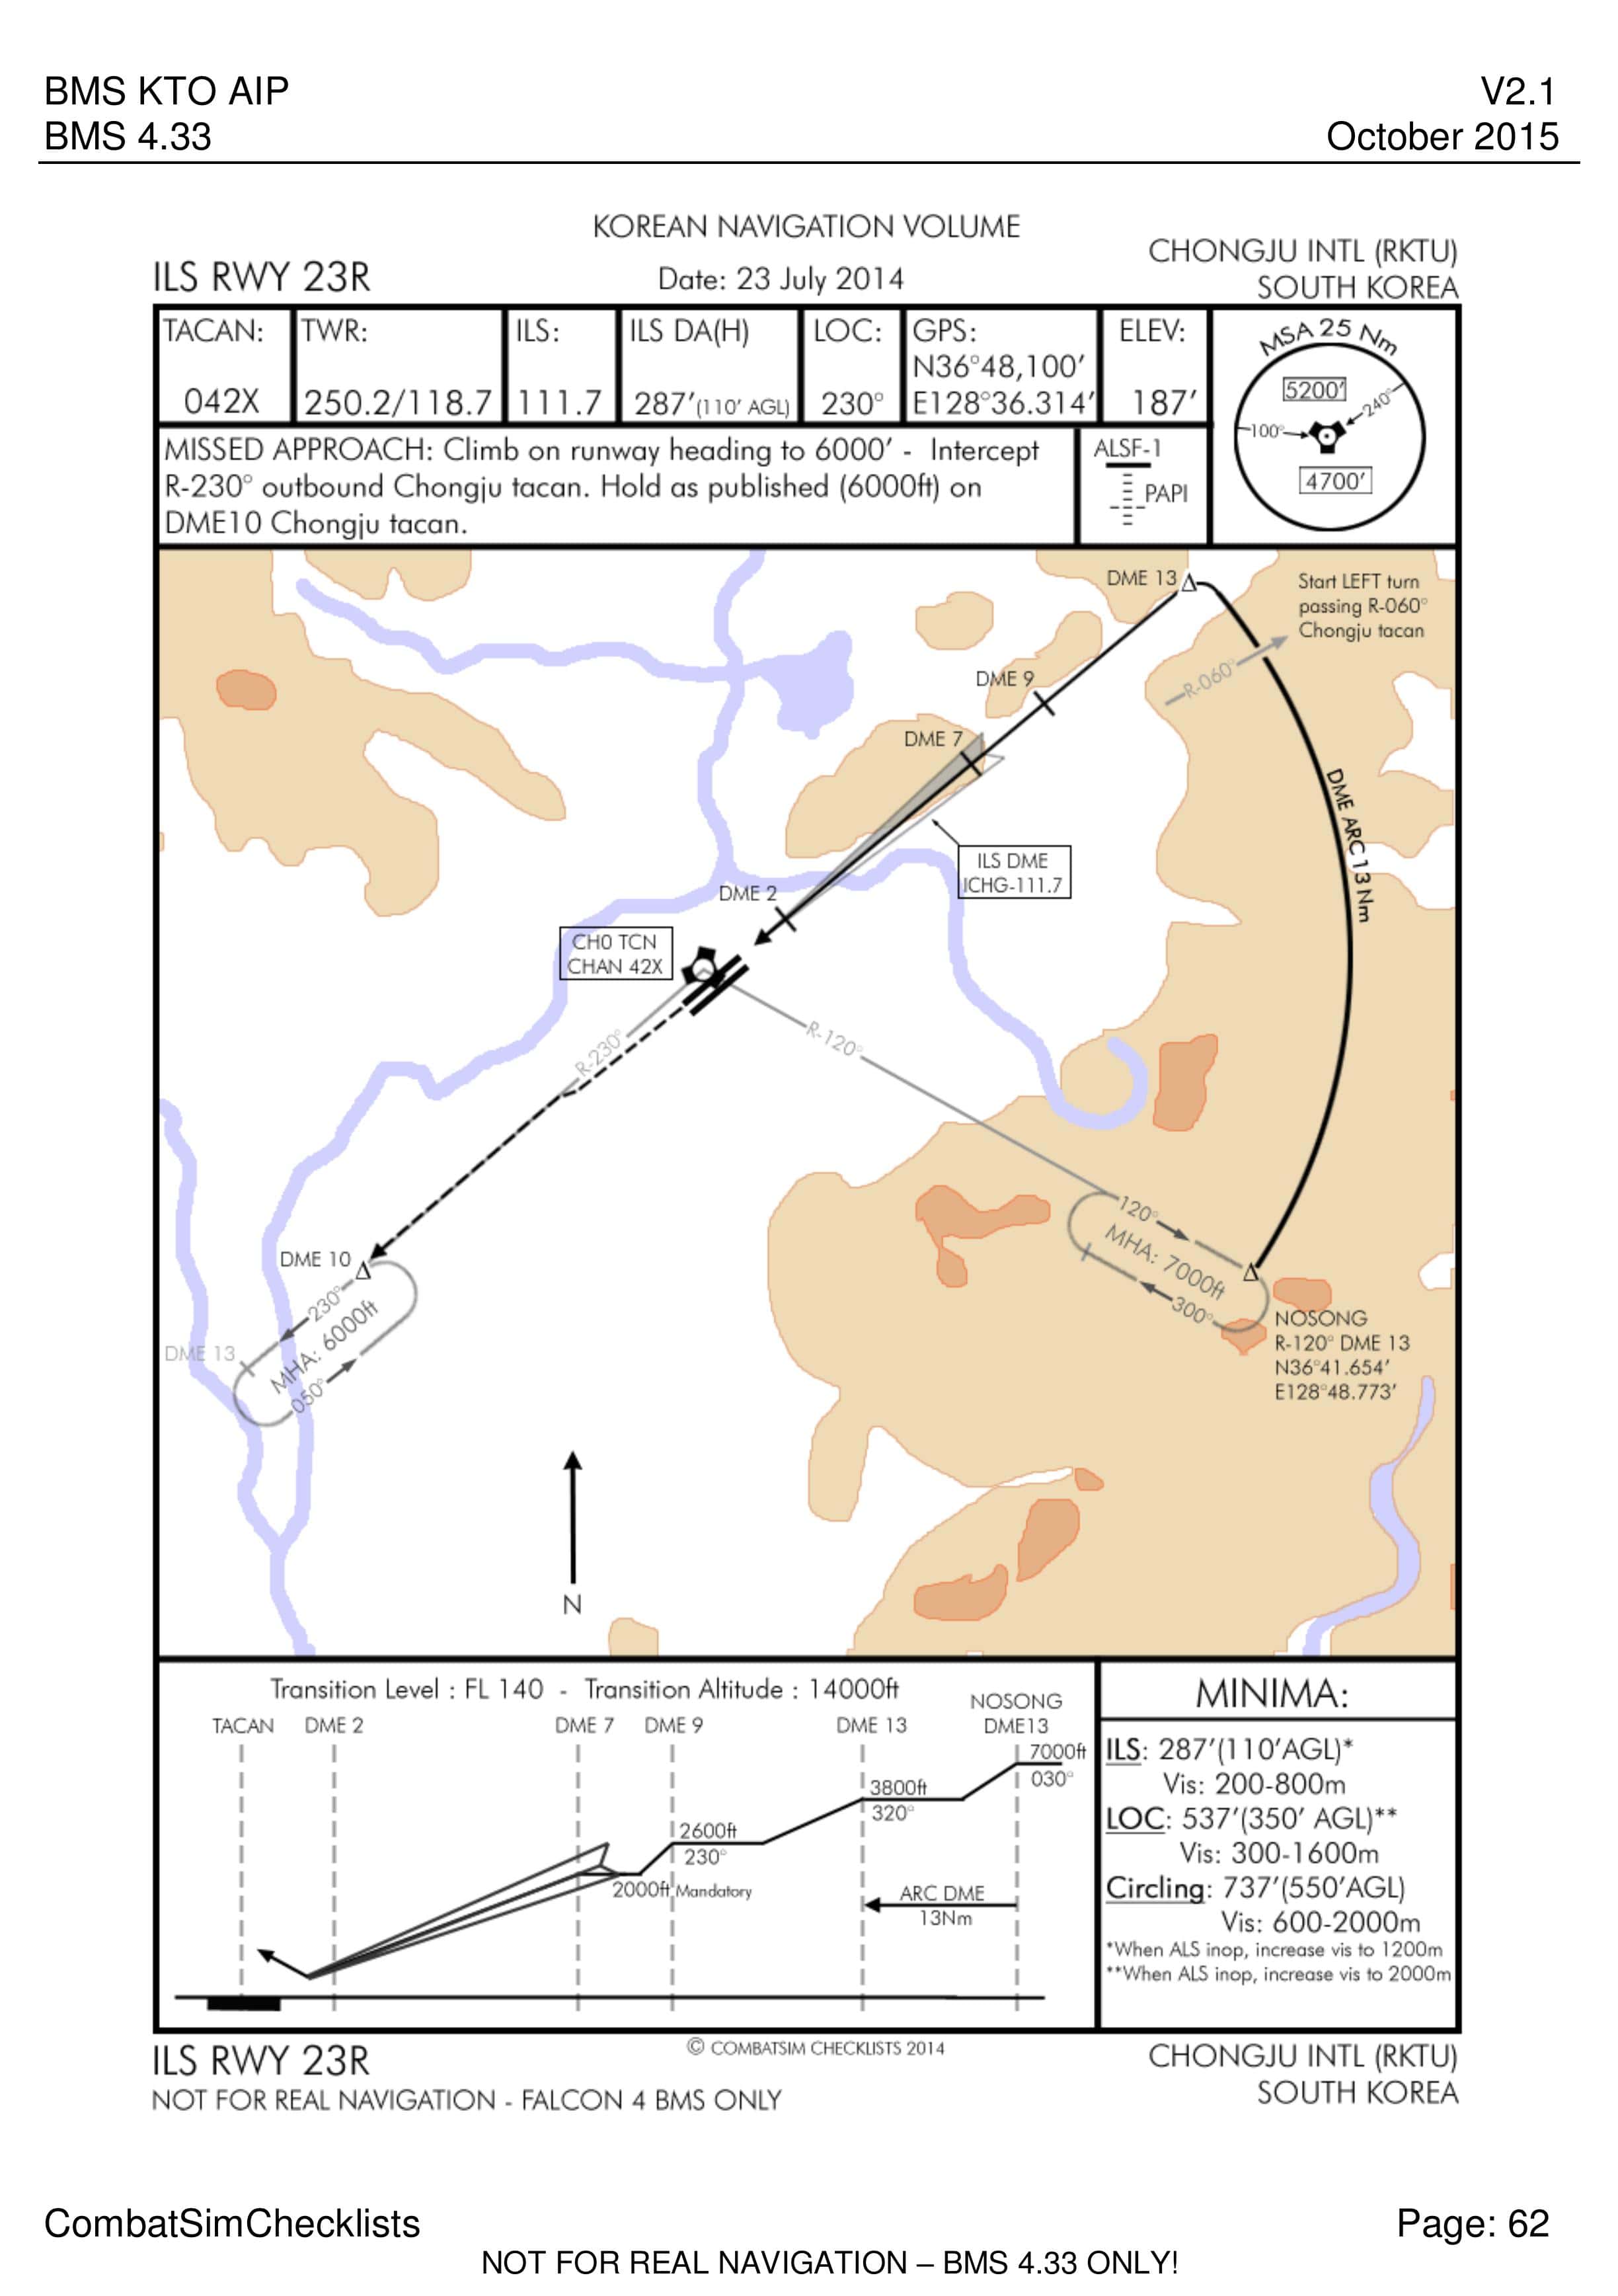 BMS KTO AIP
V2.1
BMS 4.33
October 2015
KOREAN NAVIGATION VOLUME
ILS RWY 23R
Date: 23 July 2014
CHONGJU INTL (RKTU)
SOUTH KOREA
TACAN:
042X
TWR:
250.2/118.7
ILS:
111.7
ILS DA(H)
287′(110′ AGL)
LOC:
230°
GPS:
N36°48,100′
E128°36.314′
ELEV:
187′
MSA 25 Nm
5200′
240°
100°
4700′
MISSED APPROACH: Climb on runway heading to 6000′ - Intercept
R-230° outbound Chongju tacan. Hold as published (6000ft) on
DME10 Chongju tacan.
ALSF-1
PAPI
DME 13
Start LEFT turn
passing R-060°
Chongju tacan
R-060°
DME 9
DME 7
DME ARC 13 Nm
ILS DME
ICHG-111.7
DME 2
CH0 TCN
CHAN 42X
R-230°
R-120°
120°
MHA: 7000ft
300°
NOSONG
R-120° DME 13
N36°41.654′
E128°48.773′
DME 10
230°
MHA: 6000ft
050°
DME 13
N
Transition Level : FL 140 - Transition Altitude : 14000ft
TACAN
DME 2
DME 7
DME 9
DME 13
NOSONG
DME13
7000ft
030°
3800ft
320°
2600ft
230°
2000ft Mandatory
ARC DME
13Nm
MINIMA:
ILS: 287′(110′AGL)*
Vis: 200-800m
LOC: 537′(350′ AGL)**
Vis: 300-1600m
Circling: 737′(550′AGL)
Vis: 600-2000m
*When ALS inop, increase vis to 1200m
**When ALS inop, increase vis to 2000m
ILS RWY 23R
© COMBATSIM CHECKLISTS 2014
CHONGJU INTL (RKTU)
NOT FOR REAL NAVIGATION - FALCON 4 BMS ONLY
SOUTH KOREA
CombatSimChecklists
Page: 62
NOT FOR REAL NAVIGATION – BMS 4.33 ONLY!